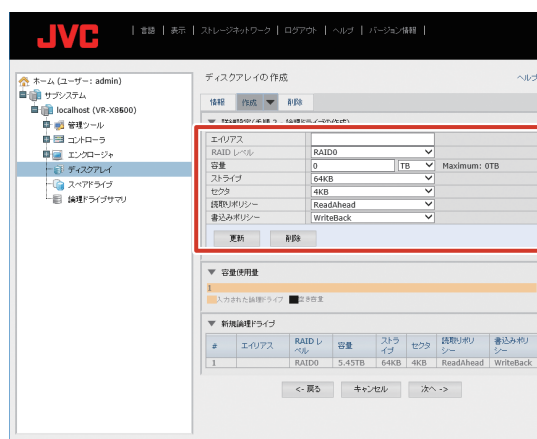 JVC
| 言語 | 表示 | ストレージネットワーク | ログアウト | ヘルプ | バージョン情報 |
ホーム (ユーザー: admin)
サブシステム
localhost (VR-X8600)
管理ツール
コントローラ
エンクロージャ
ディスクアレイ
スペアドライブ
論理ドライブサマリ
ディスクアレイの作成
ヘルプ
情報 作成 ▼ 削除
エイリアス
RAID レベル RAID0
容量 0 TB Maximum: 0TB
ストライプ 64KB
セクタ 4KB
読取りポリシー ReadAhead
書込みポリシー WriteBack
更新 削除
▼ 容量使用量
1
入力された論理ドライブ 空き容量
▼ 新規論理ドライブ
# エイリアス RAID レベル 容量 ストライプ セクタ 読取りポリシー 書込みポリシー
1 RAID0 5.45TB 64KB 4KB ReadAhead WriteBack
<- 戻る キャンセル 次へ ->